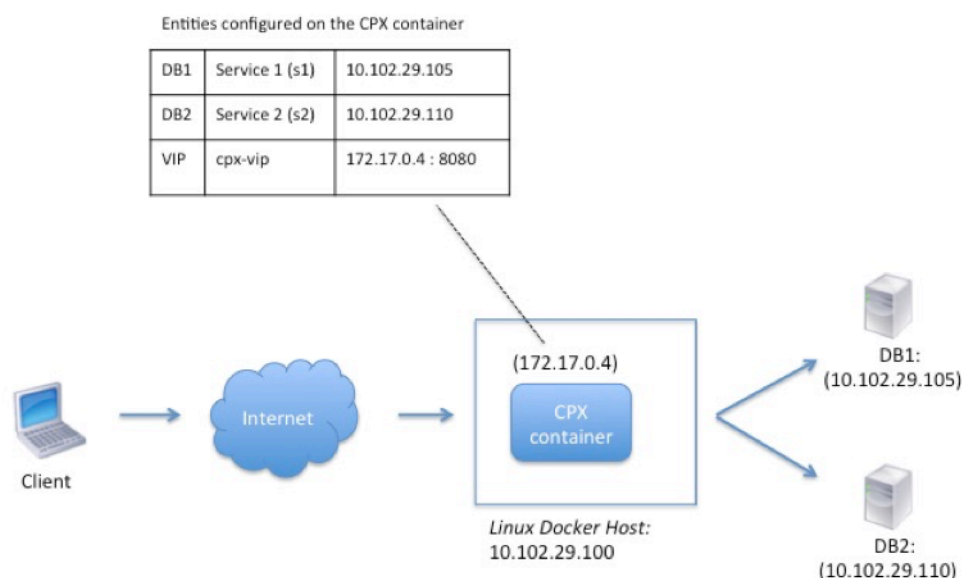 Entities configured on the CPX container
DB1 Service 1 (s1) 10.102.29.105
DB2 Service 2 (s2) 10.102.29.110
VIP cpx-vip 172.17.0.4 : 8080
(172.17.0.4)
CPX
container
Internet
Client
Linux Docker Host:
10.102.29.100
DB1:
(10.102.29.105)
DB2:
(10.102.29.110)